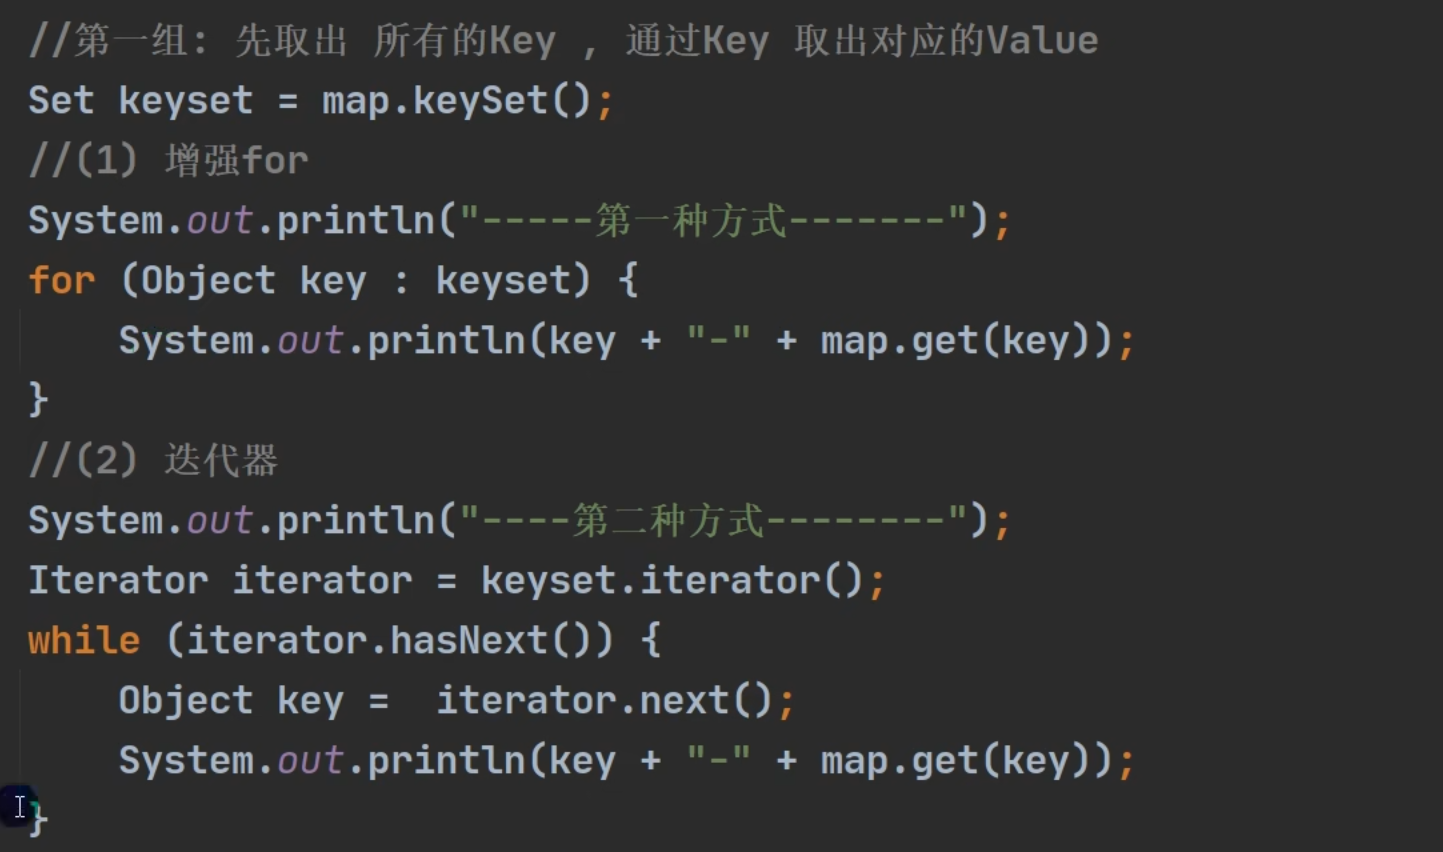 //第一组: 先取出 所有的Key , 通过Key 取出对应的Value
Set keyset = map.keySet();
//(1) 增强for
System.out.println("-----第一种方式-------");
for (Object key : keyset) {
    System.out.println(key + "-" + map.get(key));
}
//(2) 迭代器
System.out.println("----第二种方式--------");
Iterator iterator = keyset.iterator();
while (iterator.hasNext()) {
    Object key =  iterator.next();
    System.out.println(key + "-" + map.get(key));
}